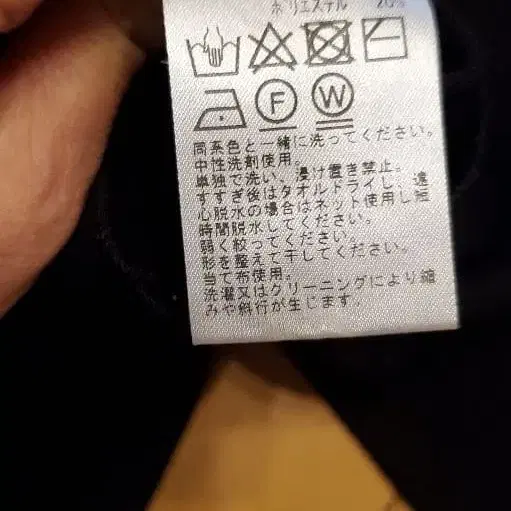 ポリエステル 20%
F W
同系色と一緒に洗ってください。
中性洗剤使用。
単独で洗い、浸け置き禁止。
すすぎ後はタオルドライし、遠
心脱水の場合はネット使用し短
時間脱水してください。
弱く絞ってください。
形を整えて干してください。
当て布使用。
洗濯又はクリーニングにより縮
みや斜行が生じます。